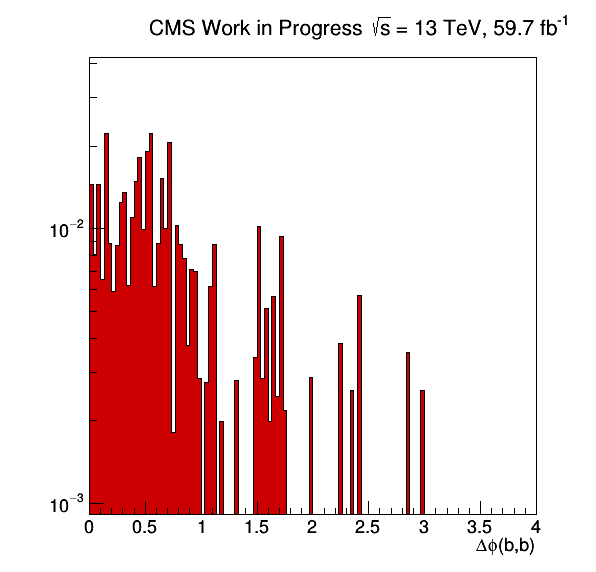 CMS Work in Progress √s = 13 TeV, 59.7 fb⁻¹
10⁻²
10⁻³
0 0.5 1 1.5 2 2.5 3 3.5 4
Δϕ(b,b)